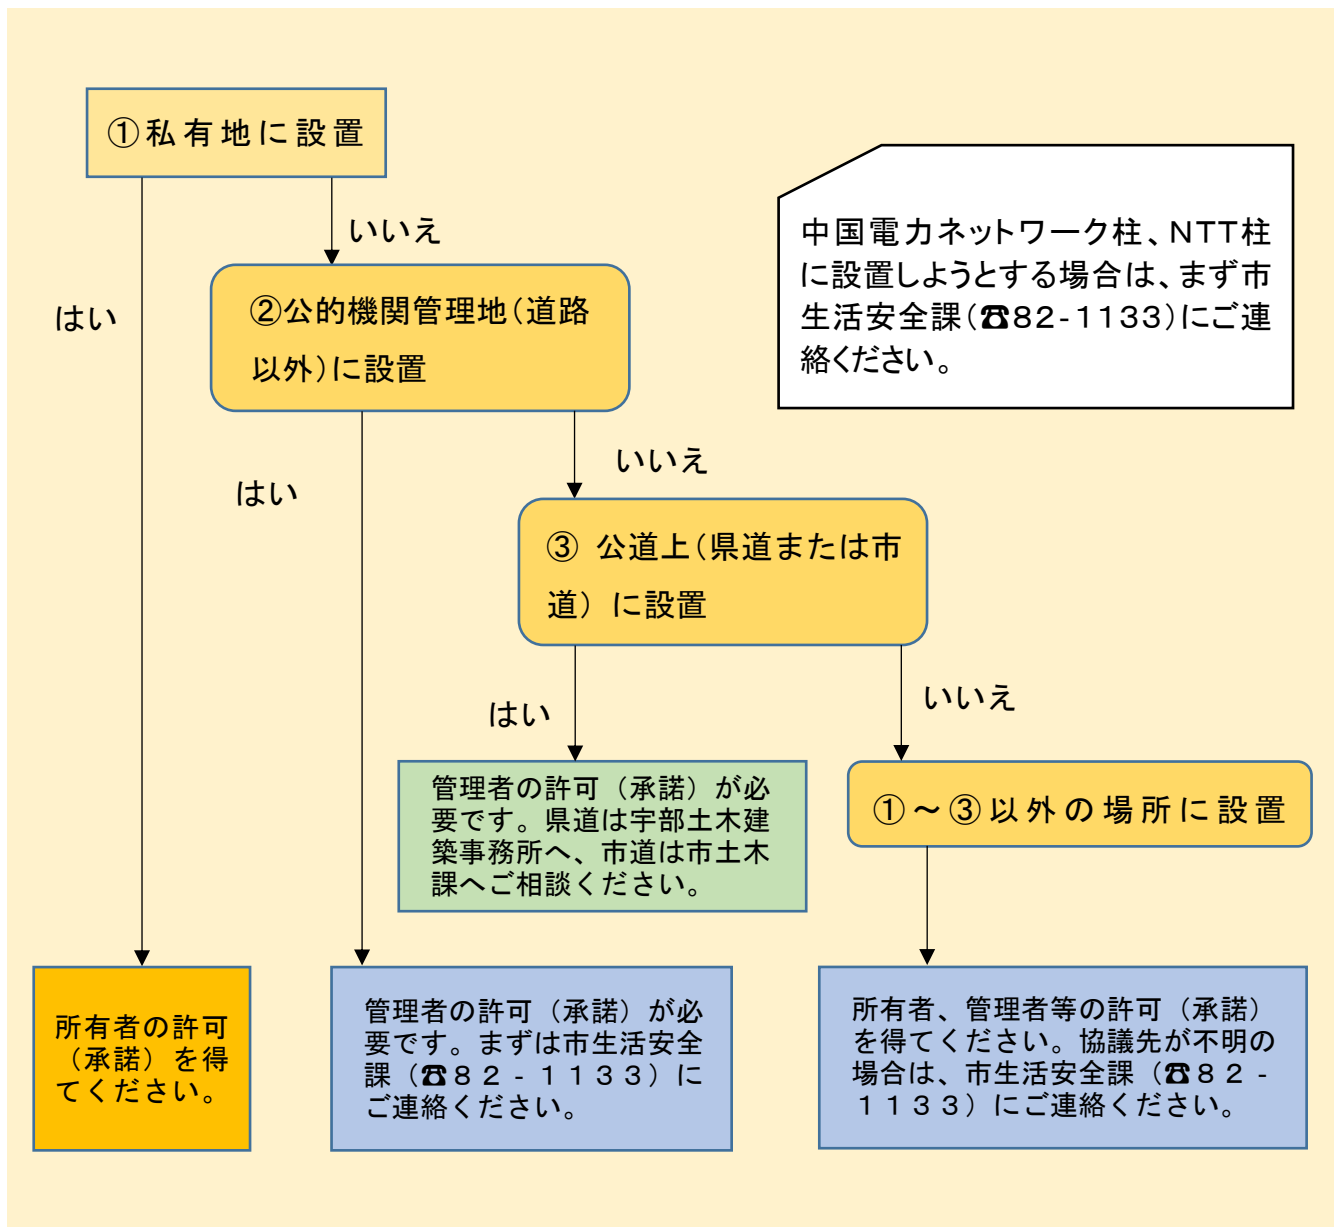 ①私有地に設置
中国電力ネットワーク柱、NTT柱
に設置しようとする場合は、まず市
生活安全課(☎82-1133)にご連
絡ください。
いいえ
はい
②公的機関管理地(道路
以外)に設置
いいえ
はい
③ 公道上(県道または市
道) に設置
はい
いいえ
管理者の許可(承諾)が必
要です。県道は宇部土木建
築事務所へ、市道は市土木
課へご相談ください。
①～③以外の場所に設置
所有者の許可
(承諾)を得
てください。
管理者の許可(承諾)が必
要です。まずは市生活安全
課(☎82-1133)に
ご連絡ください。
所有者、管理者等の許可(承諾)
を得てください。協議先が不明の
場合は、市生活安全課(☎82-
1133)にご連絡ください。